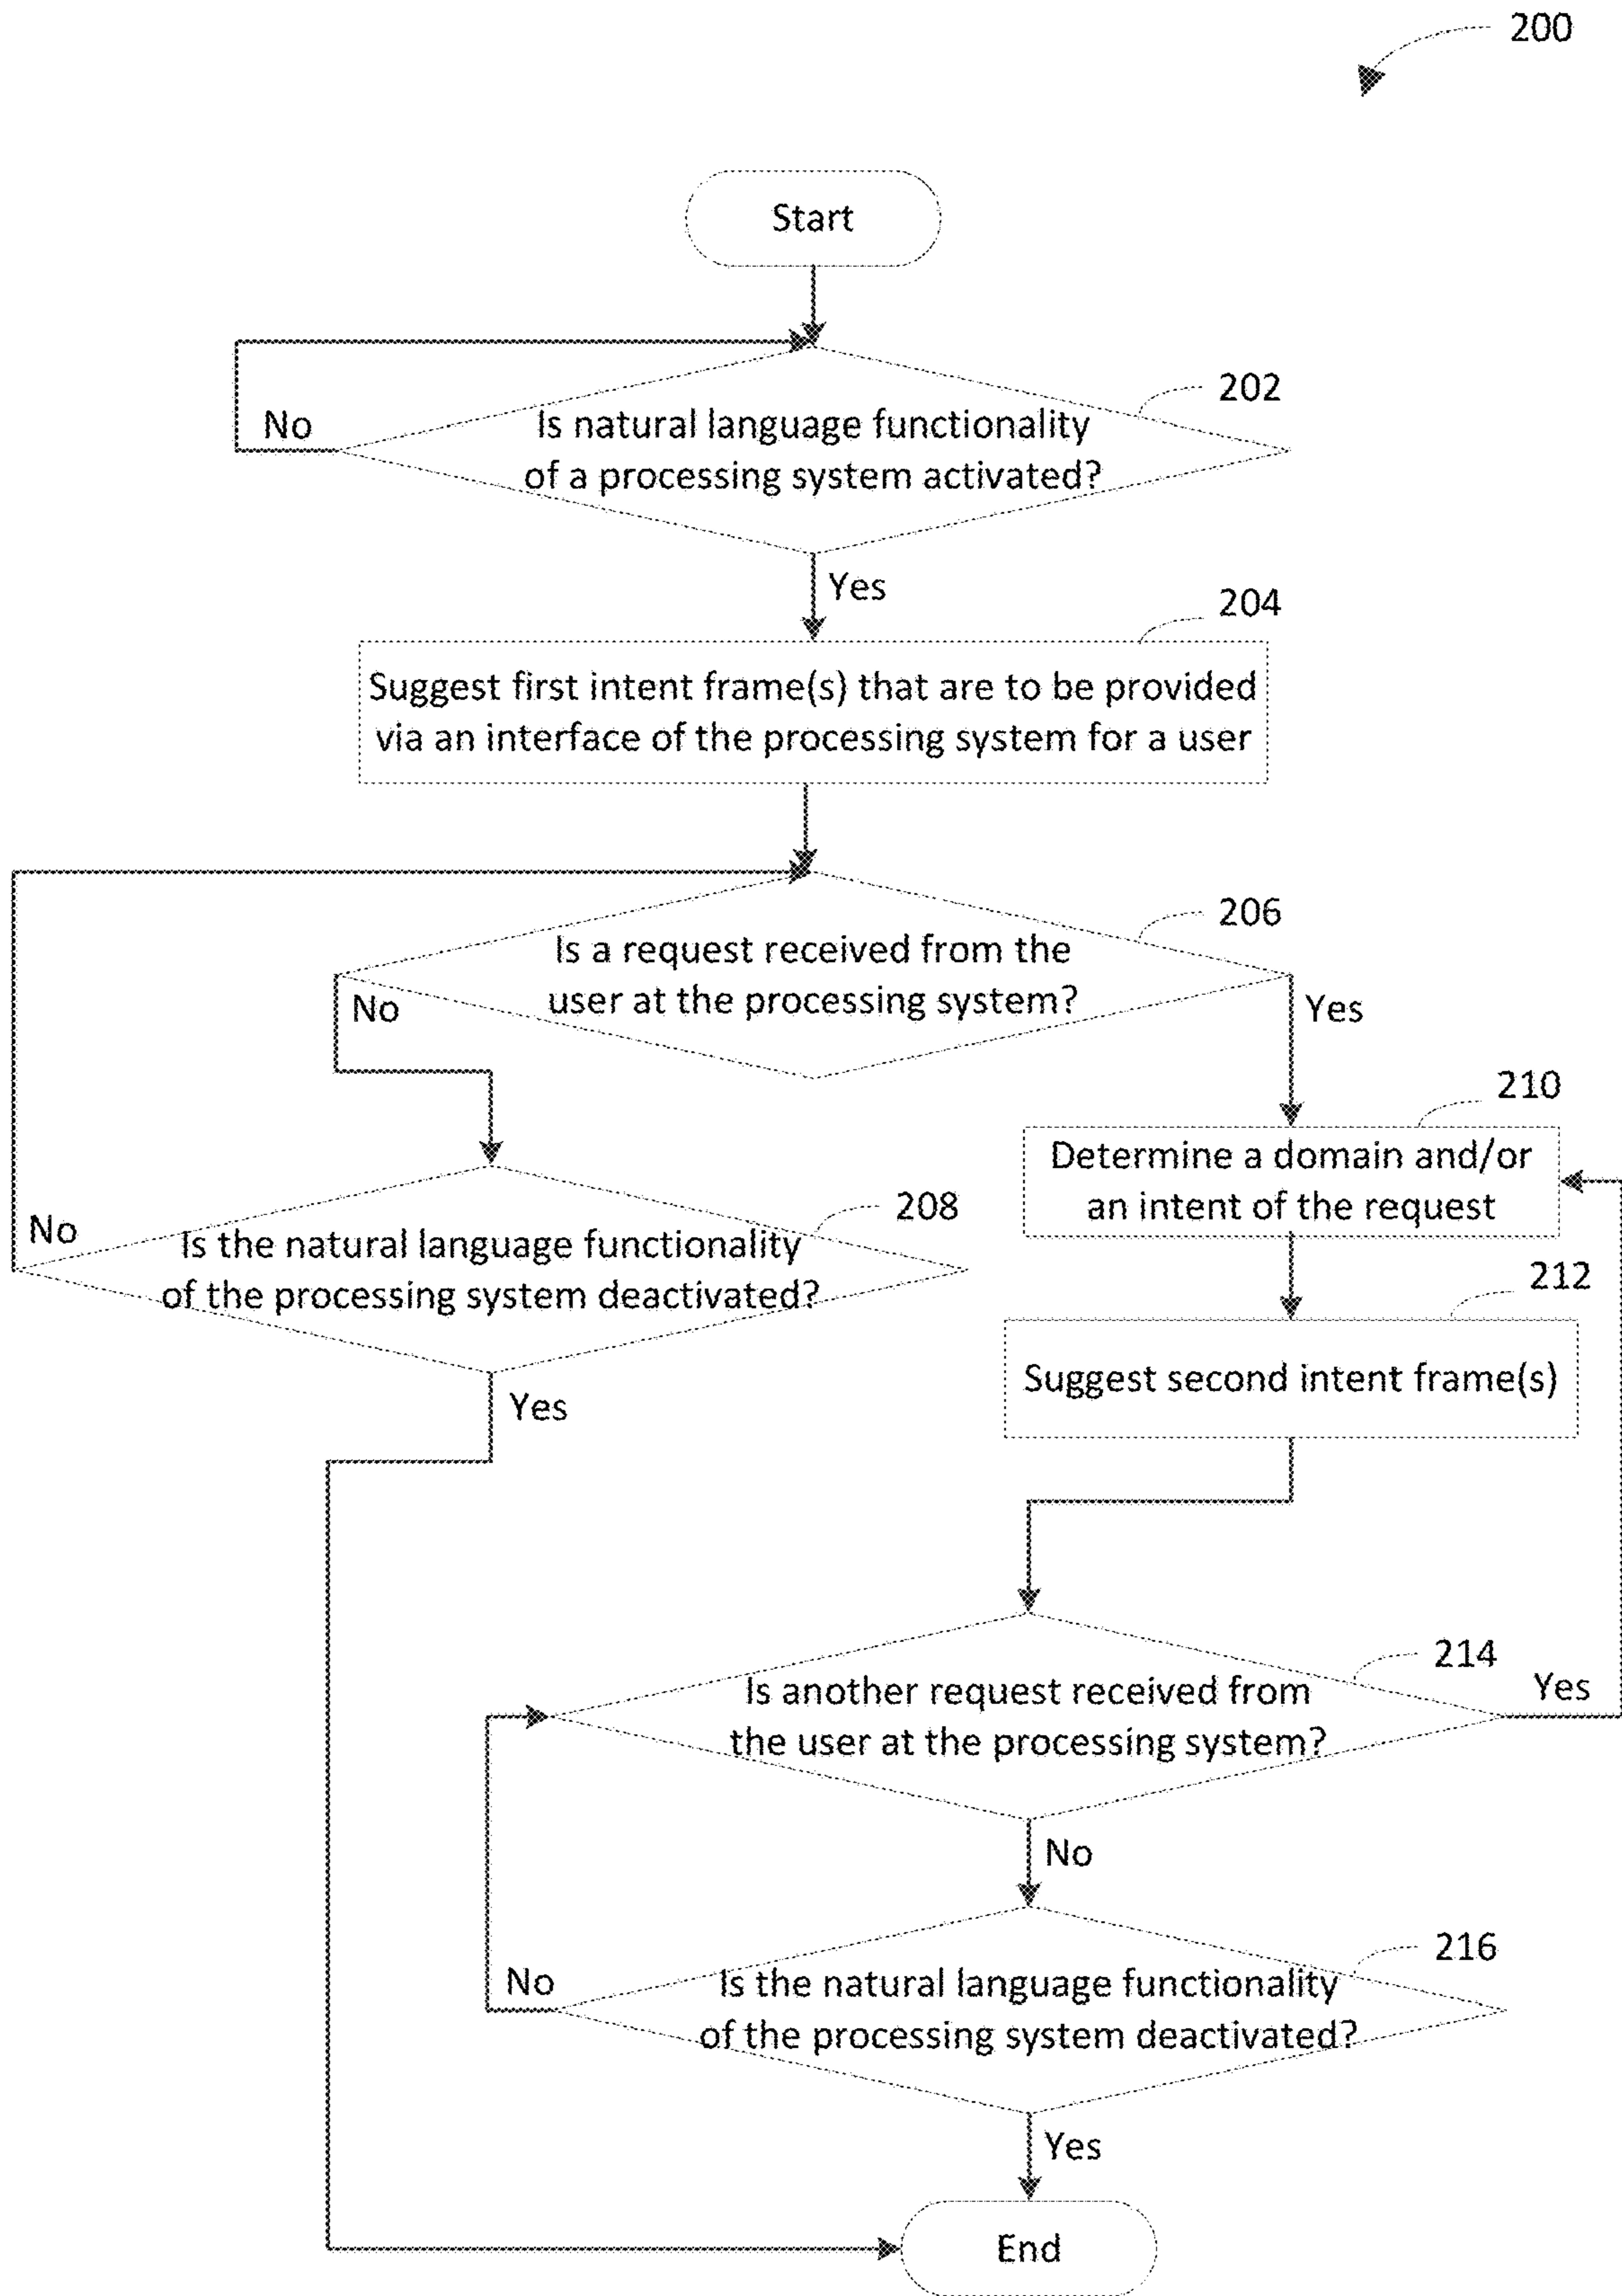 200
Start
202
No
Is natural language functionality
of a processing system activated?
Yes
204
Suggest first intent frame(s) that are to be provided
via an interface of the processing system for a user
206
Is a request received from the
user at the processing system?
No
Yes
210
Determine a domain and/or
an intent of the request
208
No
Is the natural language functionality
of the processing system deactivated?
212
Suggest second intent frame(s)
Yes
214
Is another request received from
the user at the processing system?
Yes
No
216
No
Is the natural language functionality
of the processing system deactivated?
Yes
End